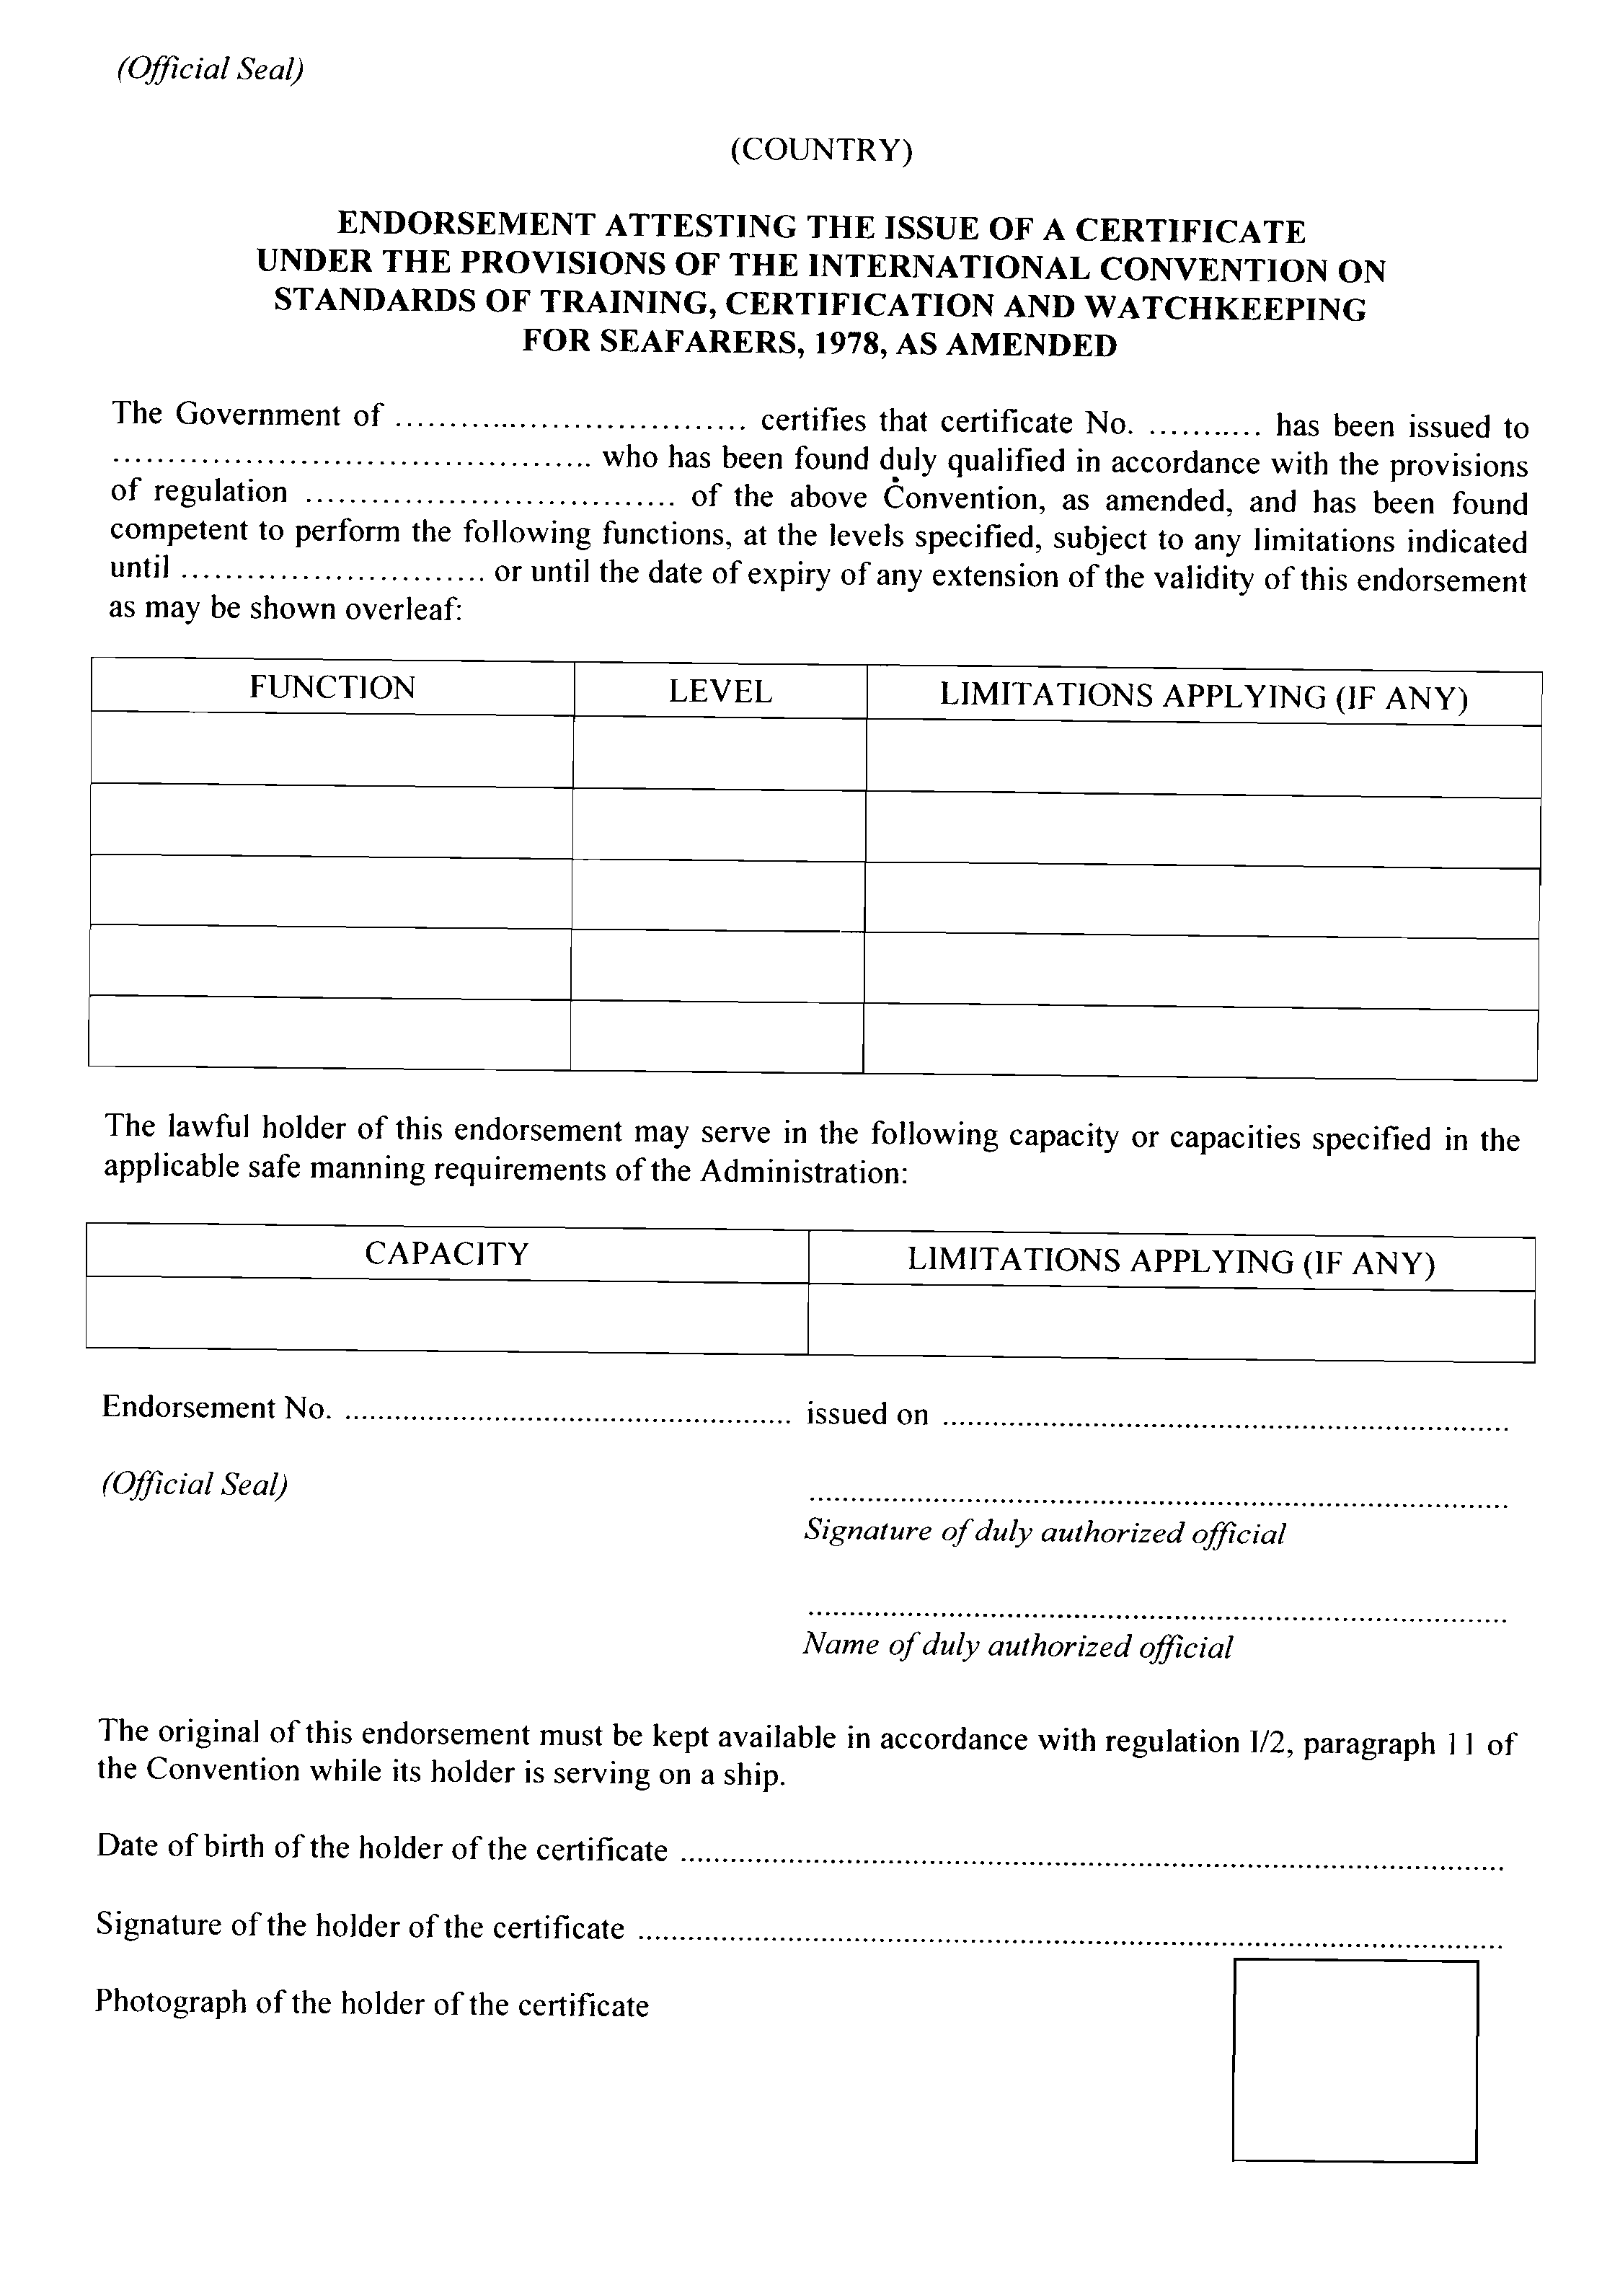 (Official Seal)
(COUNTRY)
ENDORSEMENT ATTESTING THE ISSUE OF A CERTIFICATE
UNDER THE PROVISIONS OF THE INTERNATIONAL CONVENTION ON
STANDARDS OF TRAINING, CERTIFICATION AND WATCHKEEPING
FOR SEAFARERS, 1978, AS AMENDED
The Government of .................................. certifies that certificate No. ........... has been issued to
............................................ who has been found duly qualified in accordance with the provisions
of regulation .................................. of the above Convention, as amended, and has been found
competent to perform the following functions, at the levels specified, subject to any limitations indicated
until ............................ or until the date of expiry of any extension of the validity of this endorsement
as may be shown overleaf:
FUNCTION LEVEL LIMITATIONS APPLYING (IF ANY)
The lawful holder of this endorsement may serve in the following capacity or capacities specified in the
applicable safe manning requirements of the Administration:
CAPACITY LIMITATIONS APPLYING (IF ANY)
Endorsement No. ...................................................... issued on ....................................................................
(Official Seal)
....................................................................................
Signature of duly authorized official
....................................................................................
Name of duly authorized official
The original of this endorsement must be kept available in accordance with regulation I/2, paragraph 11 of
the Convention while its holder is serving on a ship.
Date of birth of the holder of the certificate ....................................................................................................
Signature of the holder of the certificate ........................................................................................................
Photograph of the holder of the certificate